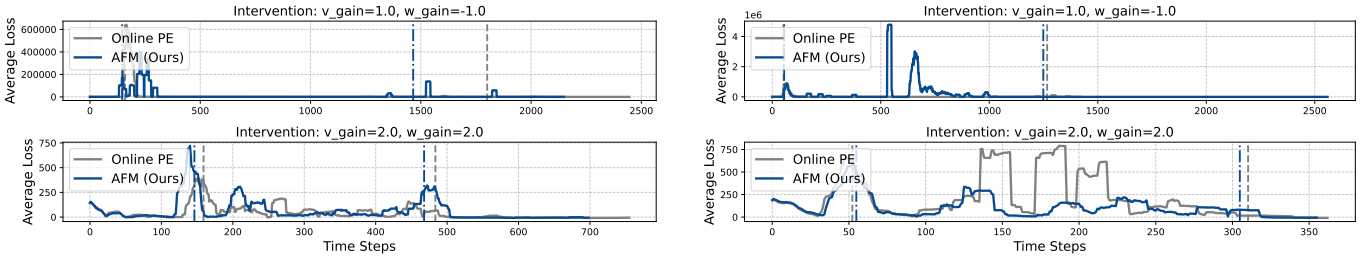 Intervention: v_gain=1.0, w_gain=-1.0
Average Loss
600000
400000
200000
0
Online PE
AFM (Ours)
0 500 1000 1500 2000 2500
Intervention: v_gain=1.0, w_gain=-1.0
1e6
Average Loss
4
2
0
Online PE
AFM (Ours)
0 500 1000 1500 2000 2500
Intervention: v_gain=2.0, w_gain=2.0
Average Loss
750
500
250
0
Online PE
AFM (Ours)
0 100 200 300 400 500 600 700
Time Steps
Intervention: v_gain=2.0, w_gain=2.0
Average Loss
750
500
250
0
Online PE
AFM (Ours)
0 50 100 150 200 250 300 350
Time Steps